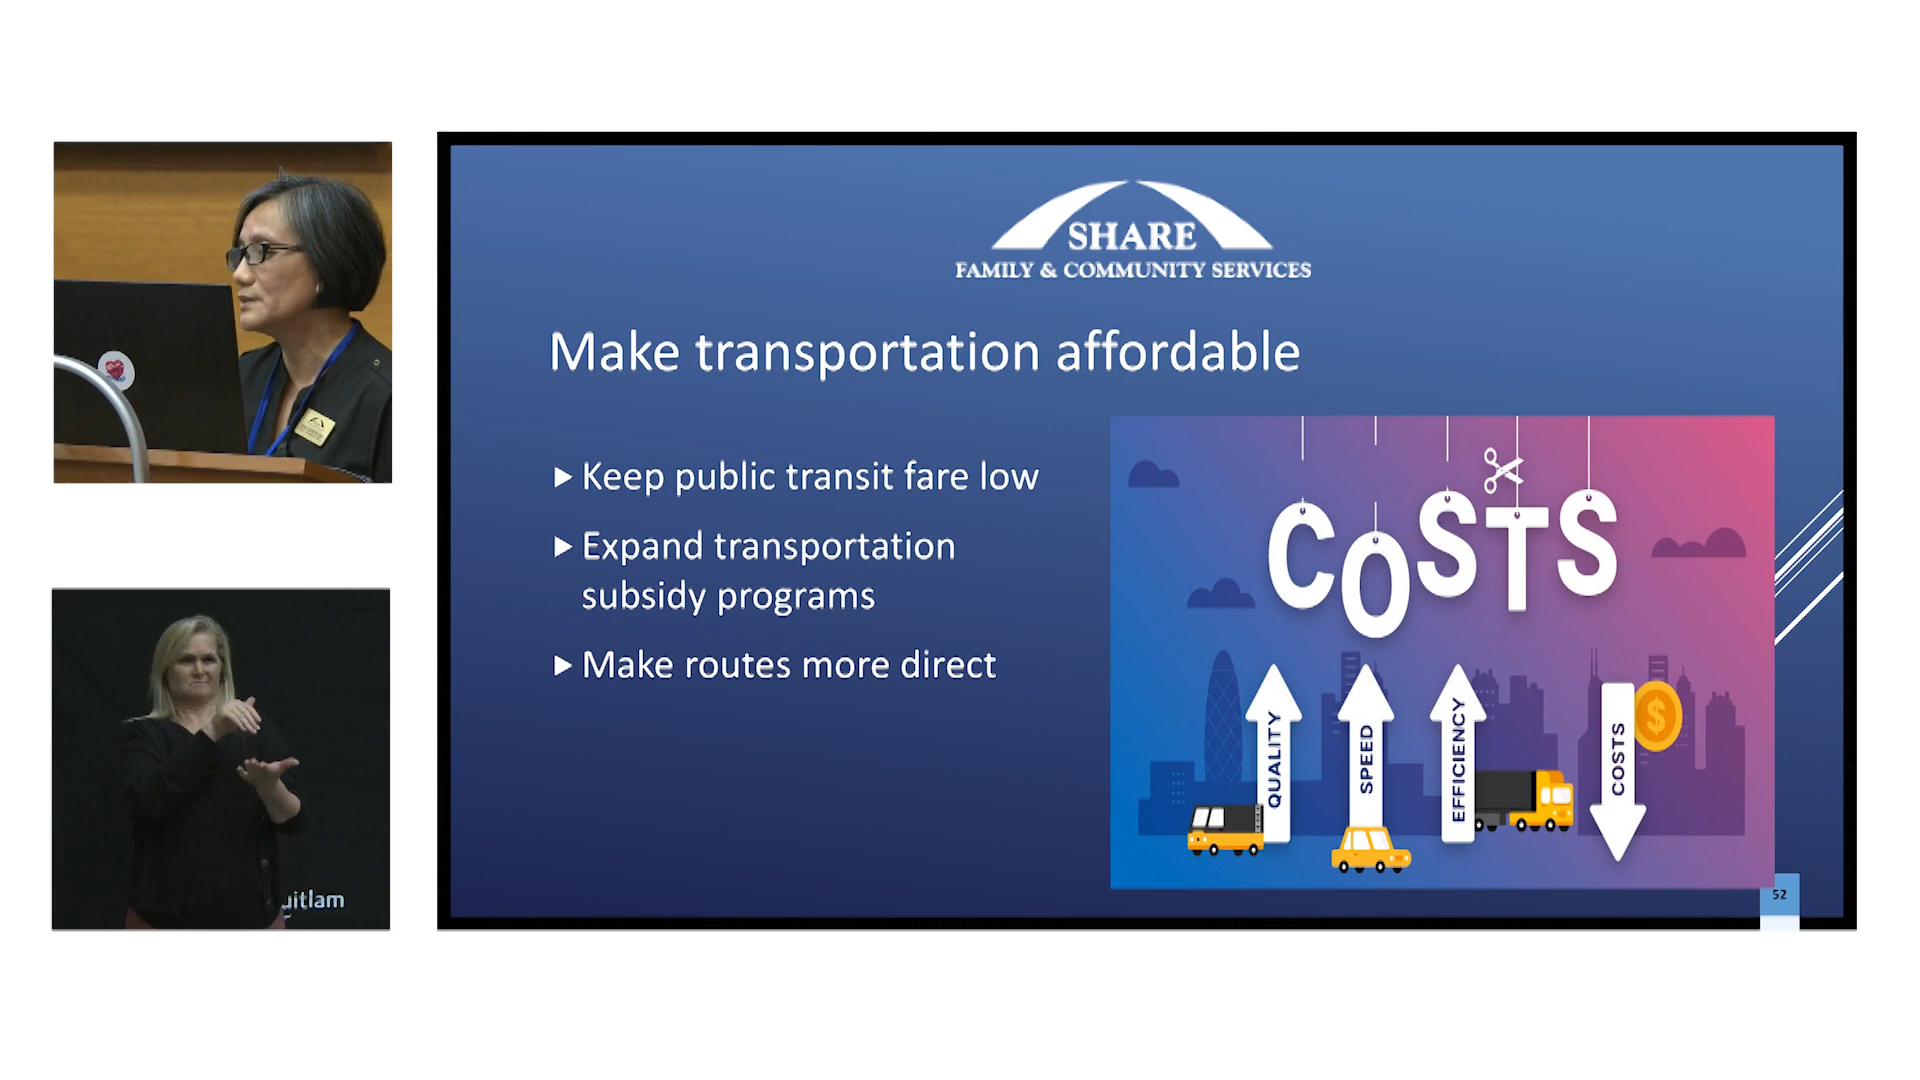 SHARE
FAMILY & COMMUNITY SERVICES
Make transportation affordable
Keep public transit fare low
Expand transportation
subsidy programs
Make routes more direct
COSTS
QUALITY
SPEED
EFFICIENCY
COSTS
$
52
uitlam